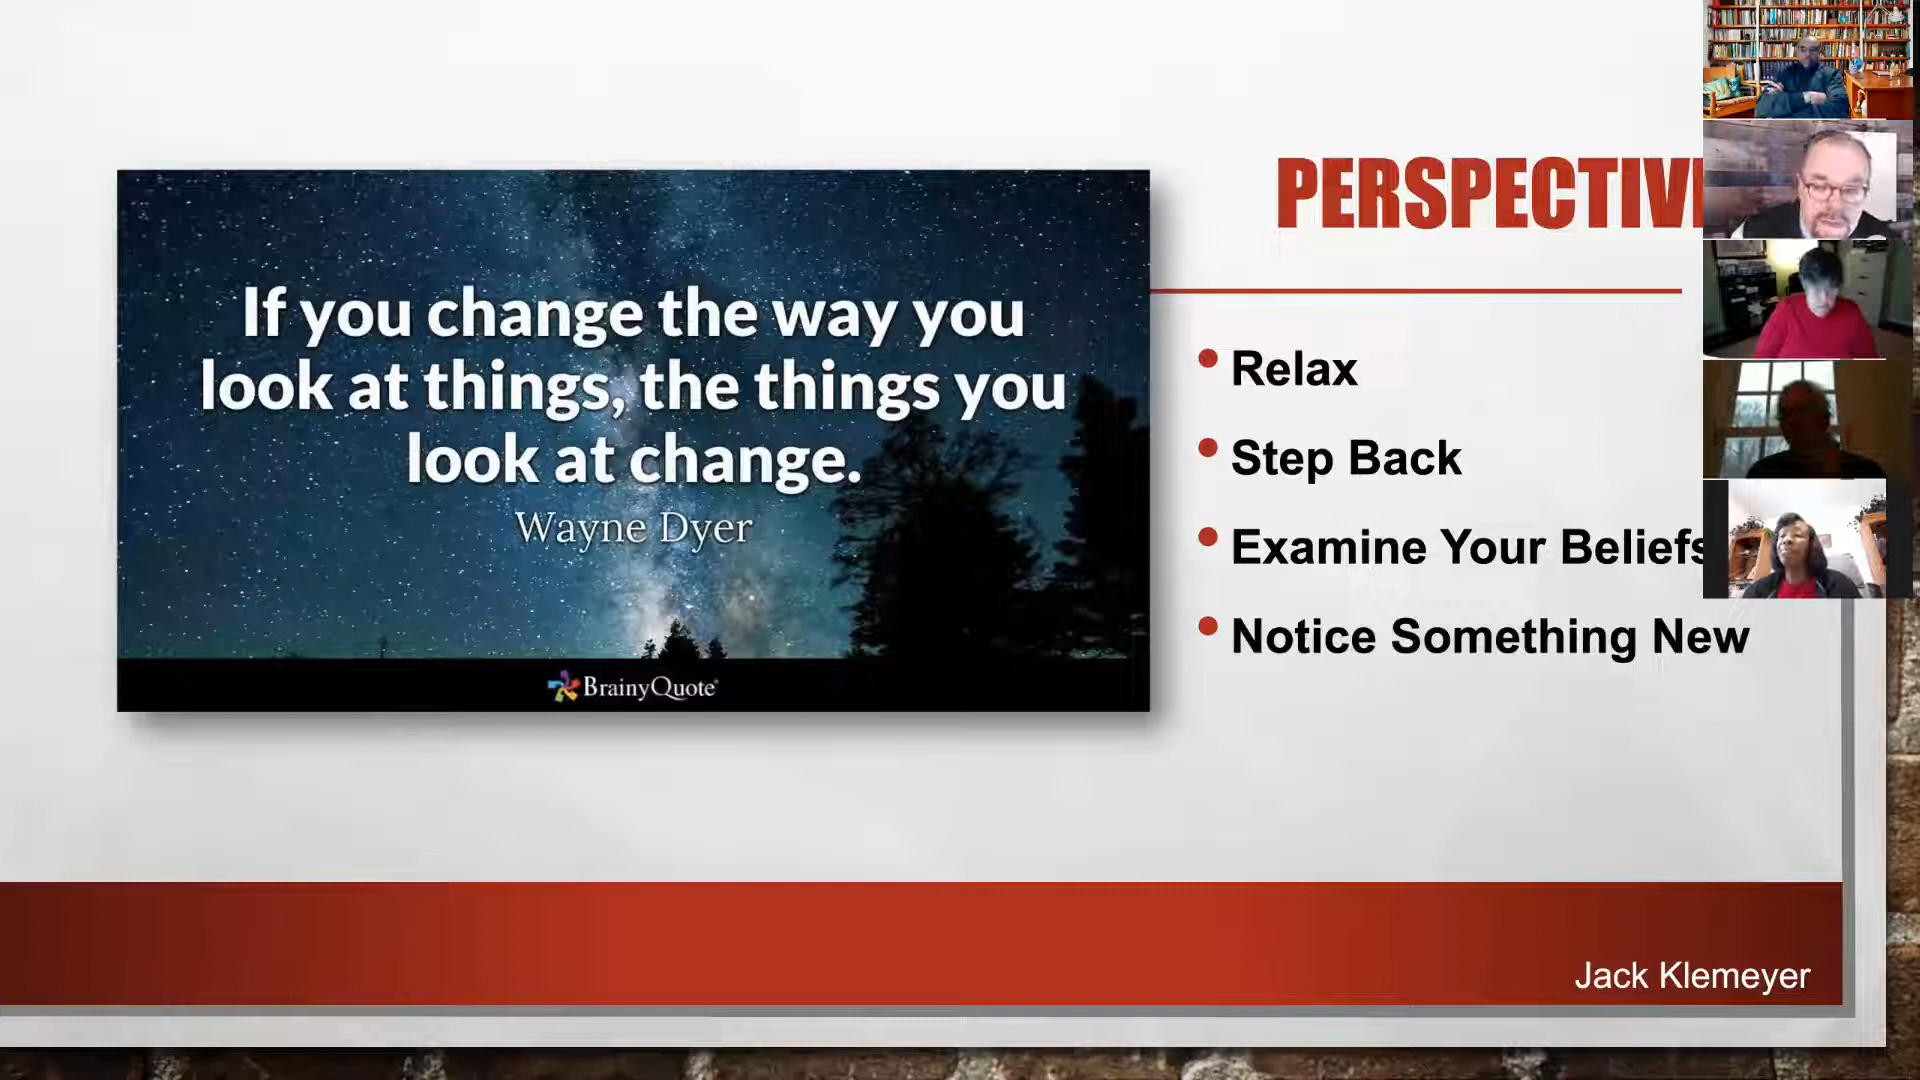 If you change the way you
look at things, the things you
look at change.
Wayne Dyer
BrainyQuote
PERSPECTIV
Relax
Step Back
Examine Your Beliefs
Notice Something New
Jack Klemeyer